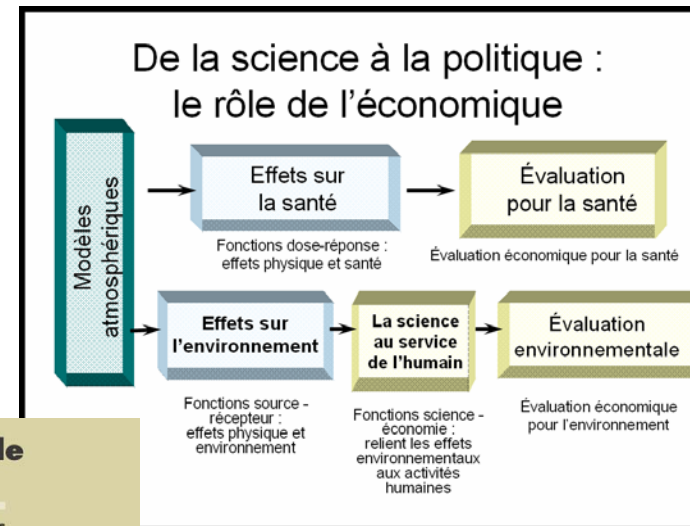 De la science à la politique :
le rôle de l'économique
Modèles
atmosphériques
Effets sur
la santé
Fonctions dose-réponse :
effets physique et santé
Évaluation
pour la santé
Évaluation économique pour la santé
Effets sur
l'environnement
Fonctions source -
récepteur :
effets physique et
environnement
La science
au service
de l'humain
Fonctions science -
économie :
relient les effets
environnementaux
aux activités
humaines
Évaluation
environnementale
Évaluation économique
pour l'environnement